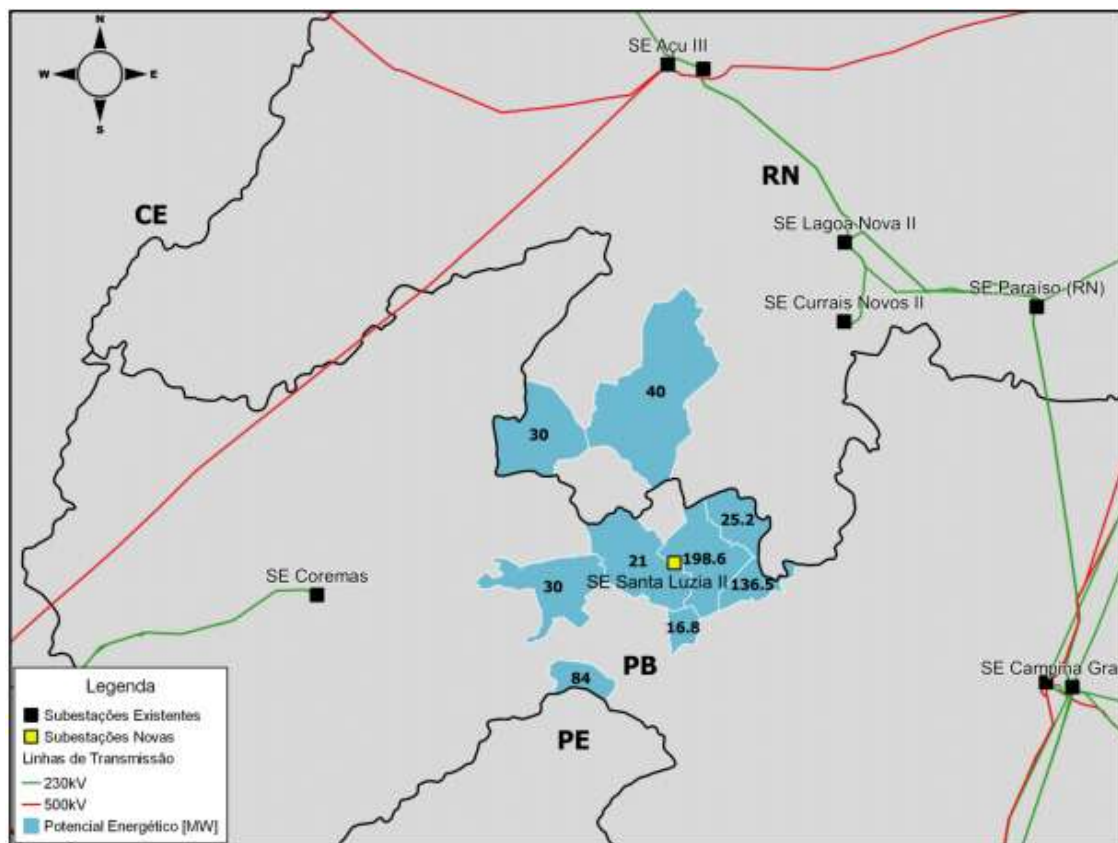 N
W E
S
SE Açu III
CE
RN
SE Lagoa Nova II
SE Paraíso (RN)
SE Currais Novos II
40
30
25.2
21
198.6
SE Santa Luzia II
136.5
SE Coremas
30
16.8
PB
84
SE Campina Gra
PE
Legenda
Subestações Existentes
Subestações Novas
Linhas de Transmissão
230kV
500kV
Potencial Energético [MW]